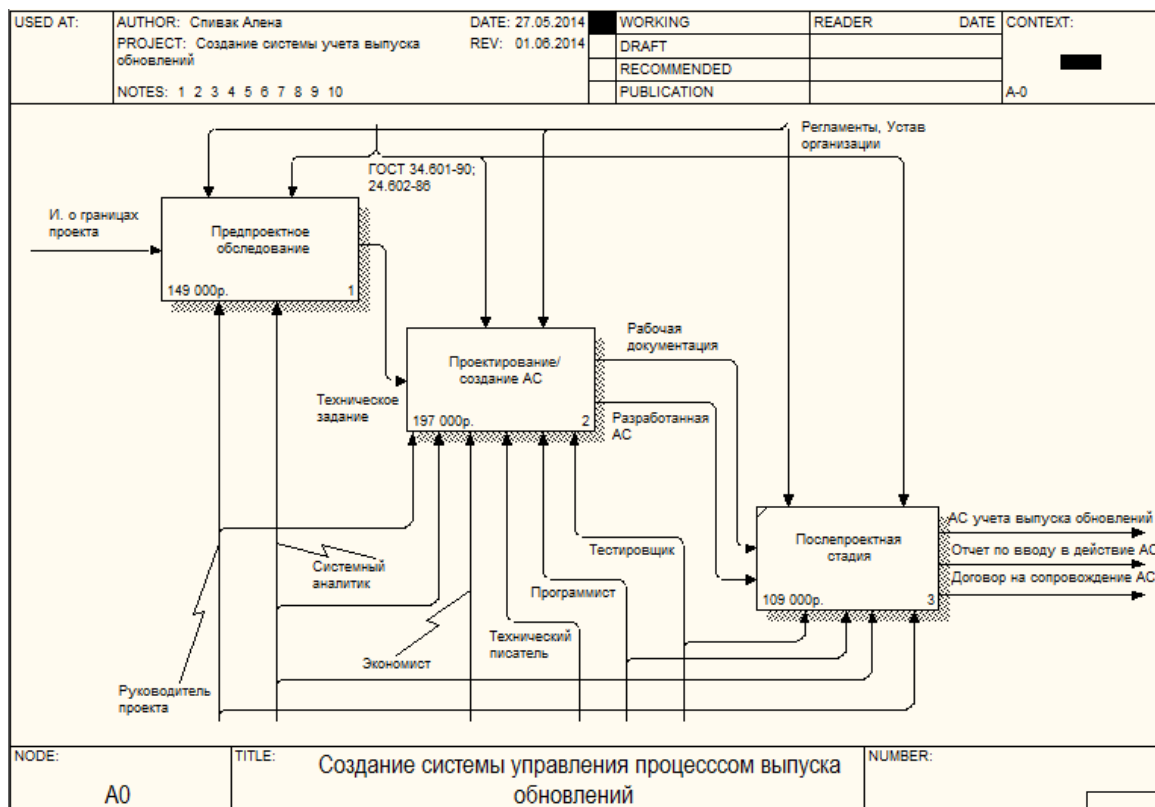 USED AT:
AUTHOR: Спивак Алена
DATE: 27.05.2014
PROJECT: Создание системы учета выпуска
обновлений
REV: 01.06.2014
NOTES: 1 2 3 4 5 6 7 8 9 10
WORKING
DRAFT
RECOMMENDED
PUBLICATION
READER
DATE
CONTEXT:
A-0
Регламенты, Устав
организации
ГОСТ 34.601-90;
24.602-86
И. о границах
проекта
Предпроектное
обследование
149 000р.
1
Рабочая
документация
Проектирование/
создание АС
197 000р.
2
Техническое
задание
Разработанная
АС
Послепроектная
стадия
109 000р.
3
АС учета выпуска обновлений
Отчет по вводу в действие АС
Договор на сопровождение АС
Тестировщик
Системный
аналитик
Программист
Технический
писатель
Экономист
Руководитель
проекта
NODE:
A0
TITLE:
Создание системы управления процесссом выпуска
обновлений
NUMBER: